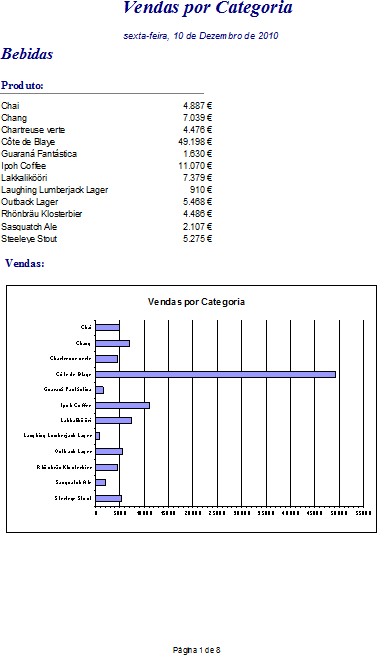 Vendas por Categoria
sexta-feira, 10 de Dezembro de 2010
Bebidas
Produto:
Chai 4.887 €
Chang 7.039 €
Chartreuse verte 4.476 €
Côte de Blaye 49.198 €
Guaraná Fantástica 1.630 €
Ipoh Coffee 11.070 €
Lakkalikööri 7.379 €
Laughing Lumberjack Lager 910 €
Outback Lager 5.468 €
Rhönbräu Klosterbier 4.486 €
Sasquatch Ale 2.107 €
Steeleye Stout 5.275 €
Vendas:
Vendas por Categoria
Chai
Chang
Chartreuse verte
Côte de Blaye
Guaraná Fantástica
Ipoh Coffee
Lakkalikööri
Laughing Lumberjack Lager
Outback Lager
Rhönbräu Klosterbier
Sasquatch Ale
Steeleye Stout
0 5000 10000 15000 20000 25000 30000 35000 40000 45000 50000 55000
Página 1 de 8